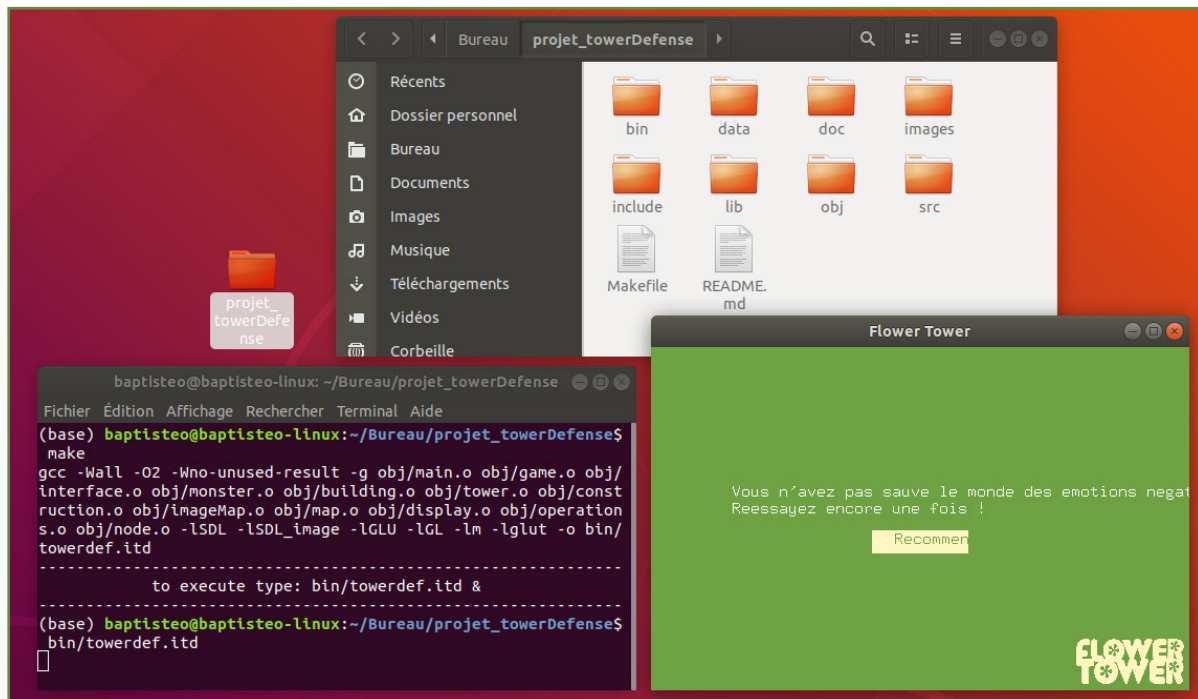 Bureau projet_towerDefense
Récents
Dossier personnel
Bureau
Documents
Images
Musique
Téléchargements
Vidéos
Corbeille
bin data doc images
include lib obj src
Makefile README.
md
projet_
towerDefe
nse
baptisteo@baptisteo-linux: ~/Bureau/projet_towerDefense
Fichier Édition Affichage Rechercher Terminal Aide
(base) baptisteo@baptisteo-linux:~/Bureau/projet_towerDefense$
make
gcc -Wall -O2 -Wno-unused-result -g obj/main.o obj/game.o obj/
interface.o obj/monster.o obj/building.o obj/tower.o obj/const
ruction.o obj/imageMap.o obj/map.o obj/display.o obj/operation
s.o obj/node.o -lSDL -lSDL_image -lGLU -lGL -lm -lglut -o bin/
towerdef.itd
--------------------------------------------------------------
to execute type: bin/towerdef.itd &
--------------------------------------------------------------
(base) baptisteo@baptisteo-linux:~/Bureau/projet_towerDefense$
bin/towerdef.itd
Flower Tower
Vous n'avez pas sauve le monde des emotions negat
Reessayez encore une fois !
Recommen
FLOWER
TOWER